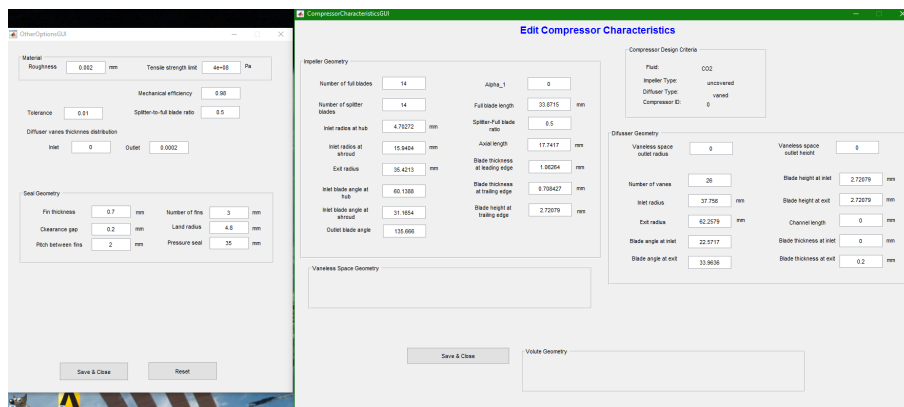 OtherOptionsGUI
Material
Roughness 0.002 mm Tensile strength limit 4e+08 Pa
Mechanical efficiency 0.98
Tolerance 0.01 Splitter-to-full blade ratio 0.5
Diffuser vanes thicknnes distribution
Inlet 0 Outlet 0.0002
Seal Geometry
Fin thickness 0.7 mm Number of fins 3 mm
Clearance gap 0.2 mm Land radius 4.8 mm
Pitch between fins 2 mm Pressure seal 35 mm
Save & Close Reset
CompressorCharacteristicsGUI
Edit Compressor Characteristics
Impeller Geometry
Number of full blades 14
Number of splitter
blades 14
Inlet radios at hub 4.70272 mm
Inlet radios at
shroud 15.9404 mm
Exit radius 35.4213 mm
Inlet blade angle at
hub 60.1388
Inlet blade angle at
shroud 31.1654
Outlet blade angle 135.666
Alpha_1 0
Full blade length 33.8715 mm
Splitter-Full blade
ratio 0.5
Axial length 17.7417 mm
Blade thickness
at leading edge 1.06264 mm
Blade thickness
at trailing edge 0.708427 mm
Blade height at
trailing edge 2.72079 mm
Compressor Design Criteria
Fluid: CO2
Impeller Type: uncovered
Diffuser Type: vaned
Compressor ID: 0
Difusser Geometry
Vaneless space
outlet radius 0
Vaneless space
outlet height 0
Number of vanes 26
Blade height at inlet 2.72079 mm
Inlet radius 37.756 mm
Blade height at exit 2.72079 mm
Exit radius 62.2579 mm
Channel length 0 mm
Blade angle at inlet 22.5717
Blade thickness at inlet 0 mm
Blade angle at exit 33.9636
Blade thickness at exit 0.2 mm
Vaneless Space Geometry
Save & Close
Volute Geometry